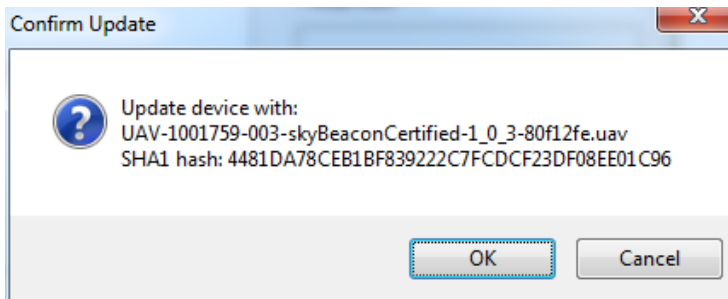 Confirm Update
Update device with:
UAV-1001759-003-skyBeaconCertified-1_0_3-80f12fe.uav
SHA1 hash: 4481DA78CEB1BF839222C7FCDCF23DF08EE01C96
OK
Cancel